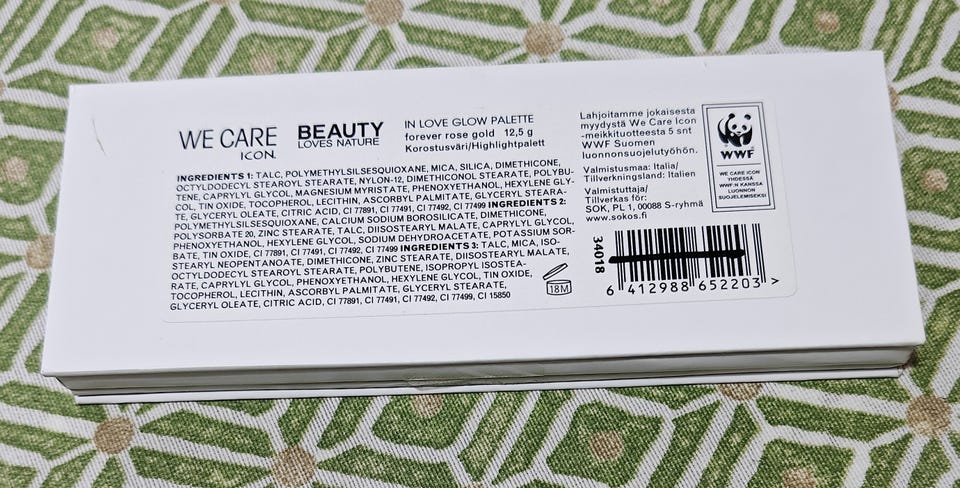 WE CARE
ICON.
BEAUTY
LOVES NATURE
IN LOVE GLOW PALETTE
forever rose gold 12,5 g
Korostusväri/Highlightpalett
INGREDIENTS 1: TALC, POLYMETHYLSILSESQUIOXANE, MICA, SILICA, DIMETHICONE,
OCTYLDODECYL STEAROYL STEARATE, NYLON-12, DIMETHICONOL STEARATE, POLYBU-
TENE, CAPRYLYL GLYCOL, MAGNESIUM MYRISTATE, PHENOXYETHANOL, HEXYLENE GLY-
COL, TIN OXIDE, TOCOPHEROL, LECITHIN, ASCORBYL PALMITATE, GLYCERYL STEARA-
TE, GLYCERYL OLEATE, CITRIC ACID, CI 77891, CI 77491, CI 77492, CI 77499 INGREDIENTS 2:
POLYMETHYLSILSESQUIOXANE, CALCIUM SODIUM BOROSILICATE, DIMETHICONE,
POLYSORBATE 20, ZINC STEARATE, TALC, DIISOSTEARYL MALATE, CAPRYLYL GLYCOL,
PHENOXYETHANOL, HEXYLENE GLYCOL, SODIUM DEHYDROACETATE, POTASSIUM SOR-
BATE, TIN OXIDE, CI 77891, CI 77491, CI 77492, CI 77499 INGREDIENTS 3: TALC, MICA, ISO-
STEARYL NEOPENTANOATE, DIMETHICONE, ZINC STEARATE, DIISOSTEARYL MALATE,
OCTYLDODECYL STEAROYL STEARATE, POLYBUTENE, ISOPROPYL ISOSTEA-
RATE, CAPRYLYL GLYCOL, PHENOXYETHANOL, HEXYLENE GLYCOL, TIN OXIDE,
TOCOPHEROL, LECITHIN, ASCORBYL PALMITATE, GLYCERYL STEARATE,
GLYCERYL OLEATE, CITRIC ACID, CI 77891, CI 77491, CI 77492, CI 77499, CI 15850
18M
Lahjoitamme jokaisesta
myydystä We Care Icon
-meikkituotteesta 5 snt
WWF Suomen
luonnonsuojelutyöhön.
Valmistusmaa: Italia/
Tillverkningsland: Italien
Valmistuttaja/
Tillverkas för:
SOK, PL 1, 00088 S-ryhmä
www.sokos.fi
WWF
WE CARE ICON
YHDESSÄ
WWF:N KANSSA
LUONNON
SUOJELEMISEKSI
34018
6 412988 652203 >